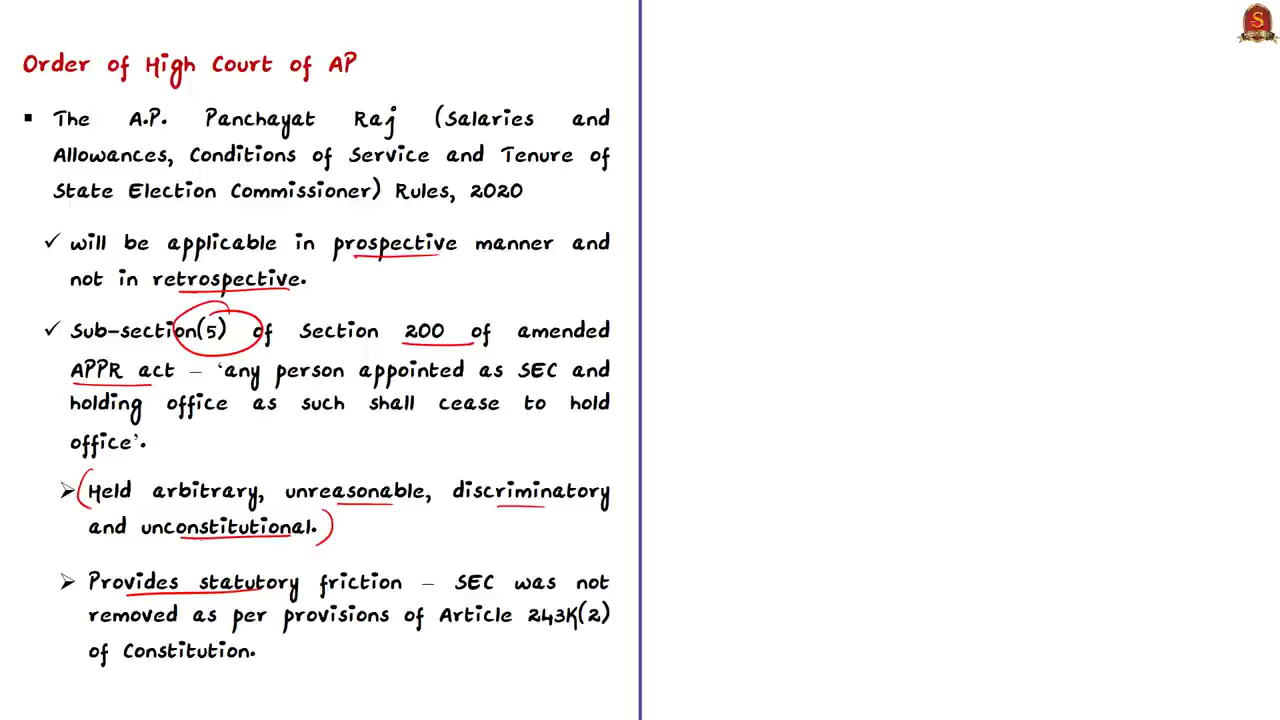 Order of High Court of AP
▪ The A.P. Panchayat Raj (Salaries and
Allowances, Conditions of Service and Tenure of
State Election Commissioner) Rules, 2020
✓ will be applicable in prospective manner and
not in retrospective.
✓ Sub-section(5) of Section 200 of amended
APPR act – 'any person appointed as SEC and
holding office as such shall cease to hold
office'.
➢ Held arbitrary, unreasonable, discriminatory
and unconstitutional.
➢ Provides statutory friction – SEC was not
removed as per provisions of Article 243K(2)
of Constitution.
S